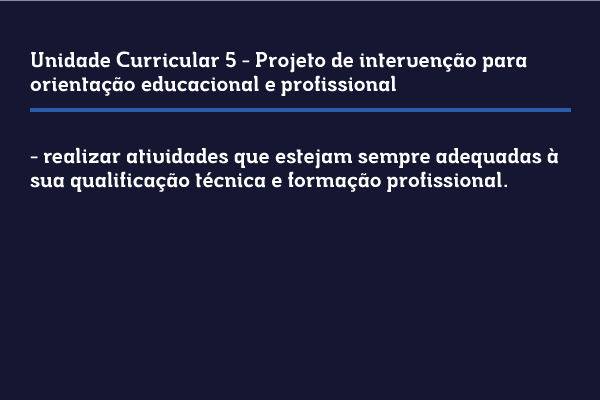 Unidade Curricular 5 - Projeto de intervenção para
orientação educacional e profissional
- realizar atividades que estejam sempre adequadas à
sua qualificação técnica e formação profissional.